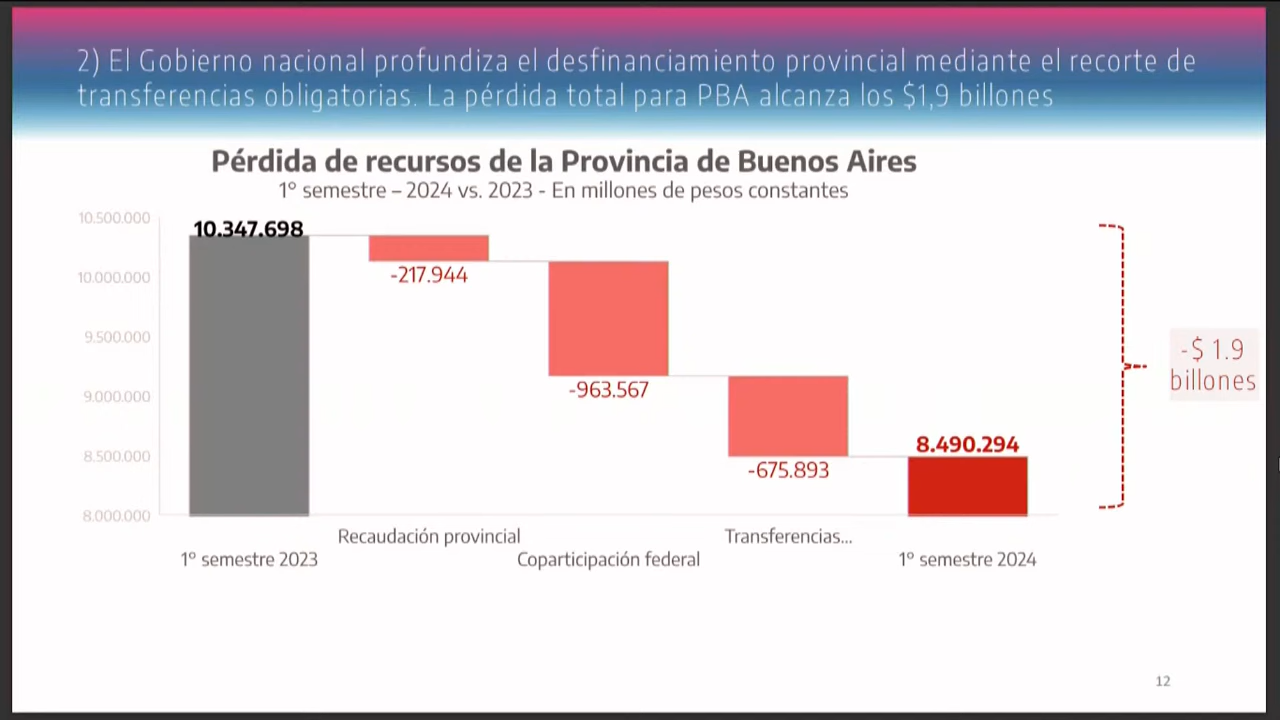 2) El Gobierno nacional profundiza el desfinanciamiento provincial mediante el recorte de
transferencias obligatorias. La pérdida total para PBA alcanza los $1,9 billones
Pérdida de recursos de la Provincia de Buenos Aires
1° semestre – 2024 vs. 2023 - En millones de pesos constantes
10.500.000
10.000.000
9.500.000
9.000.000
8.500.000
8.000.000
10.347.698
-217.944
-963.567
-675.893
8.490.294
-$ 1.9
billones
1° semestre 2023
Recaudación provincial
Coparticipación federal
Transferencias...
1° semestre 2024
12